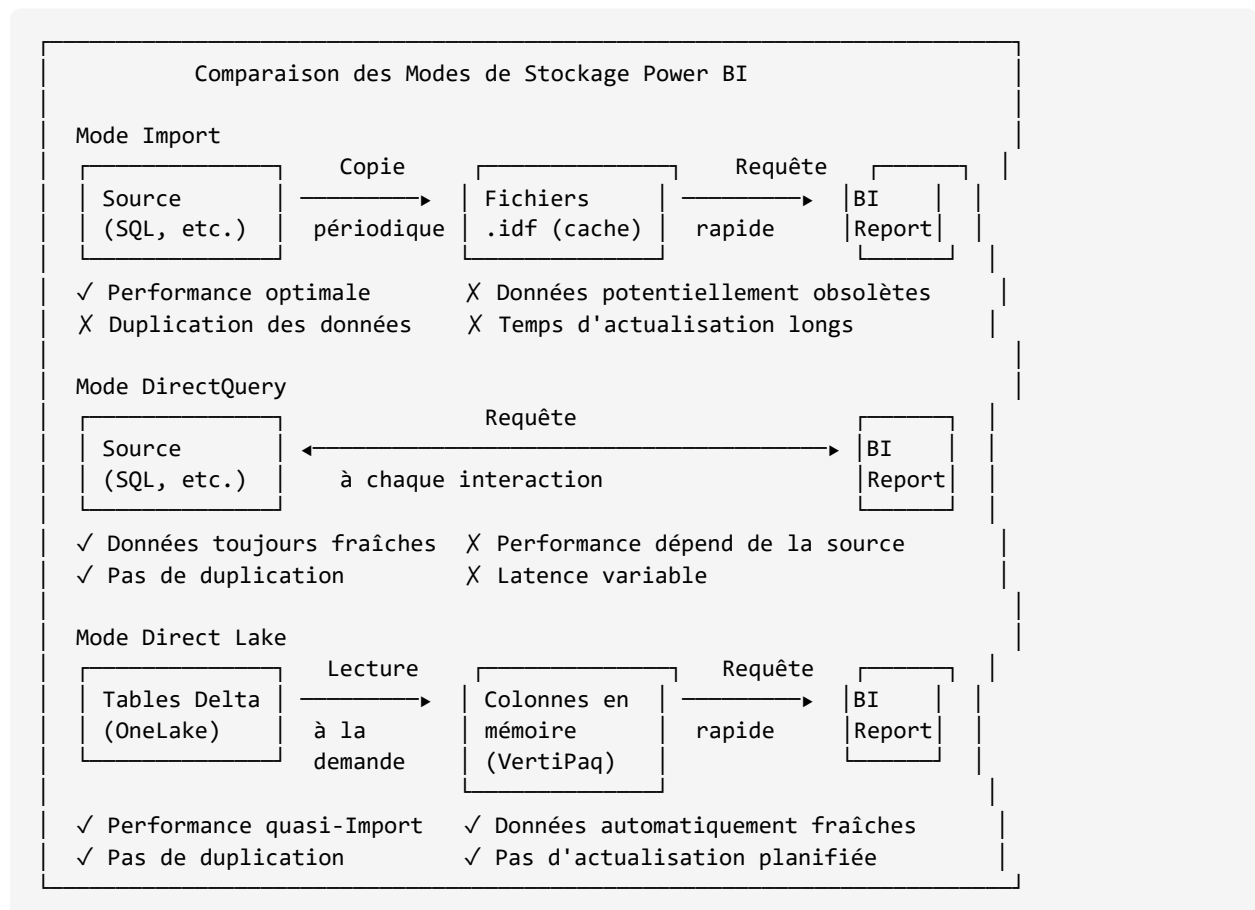 Comparaison des Modes de Stockage Power BI
Mode Import
Copie Requête
Source Fichiers BI
(SQL, etc.) périodique .idf (cache) rapide Report
✓ Performance optimale ✗ Données potentiellement obsolètes
✗ Duplication des données ✗ Temps d'actualisation longs
Mode DirectQuery
Requête
Source BI
(SQL, etc.) à chaque interaction Report
✓ Données toujours fraîches ✗ Performance dépend de la source
✓ Pas de duplication ✗ Latence variable
Mode Direct Lake
Lecture Requête
Tables Delta Colonnes en BI
(OneLake) à la mémoire rapide Report
demande (VertiPaq)
✓ Performance quasi-Import ✓ Données automatiquement fraîches
✓ Pas de duplication ✓ Pas d'actualisation planifiée